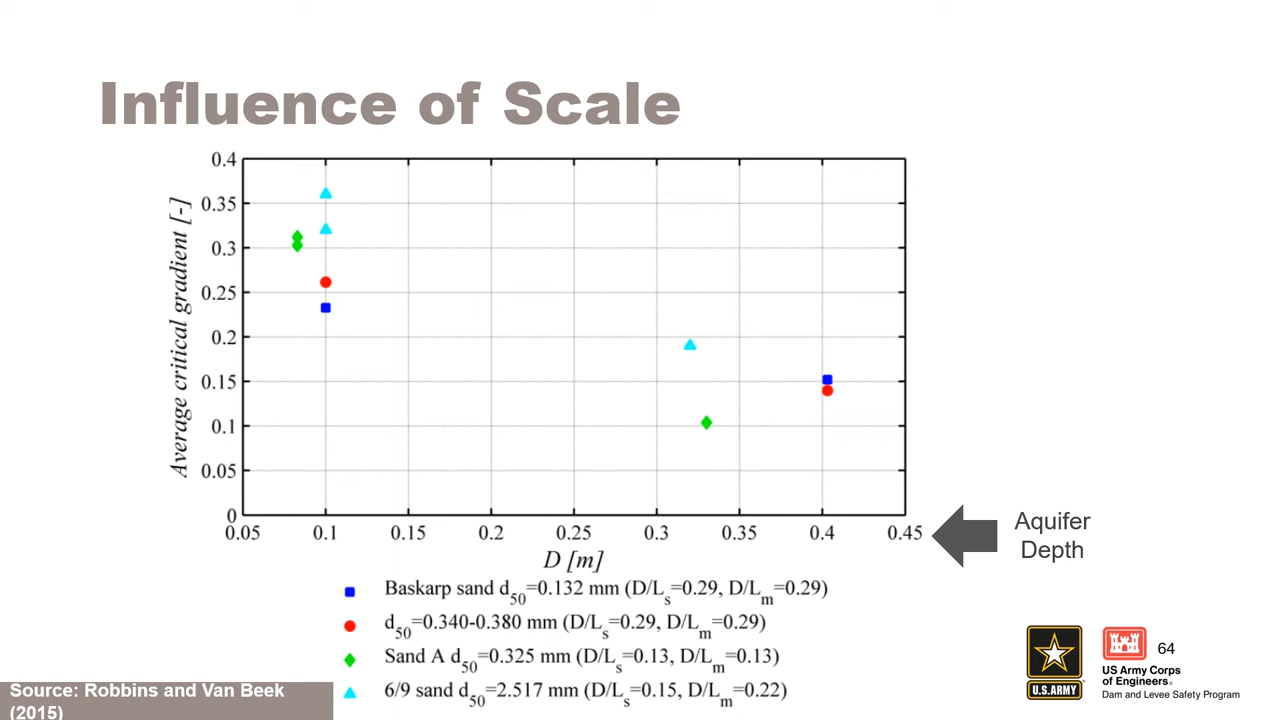 Influence of Scale
Average critical gradient [-]
0.4
0.35
0.3
0.25
0.2
0.15
0.1
0.05
0
0.05 0.1 0.15 0.2 0.25 0.3 0.35 0.4 0.45
D [m]
Aquifer
Depth
Baskarp sand d50=0.132 mm (D/Ls=0.29, D/Lm=0.29)
d50=0.340-0.380 mm (D/Ls=0.29, D/Lm=0.29)
Sand A d50=0.325 mm (D/Ls=0.13, D/Lm=0.13)
6/9 sand d50=2.517 mm (D/Ls=0.15, D/Lm=0.22)
Source: Robbins and Van Beek
(2015)
U.S.ARMY
64
US Army Corps
of Engineers®
Dam and Levee Safety Program